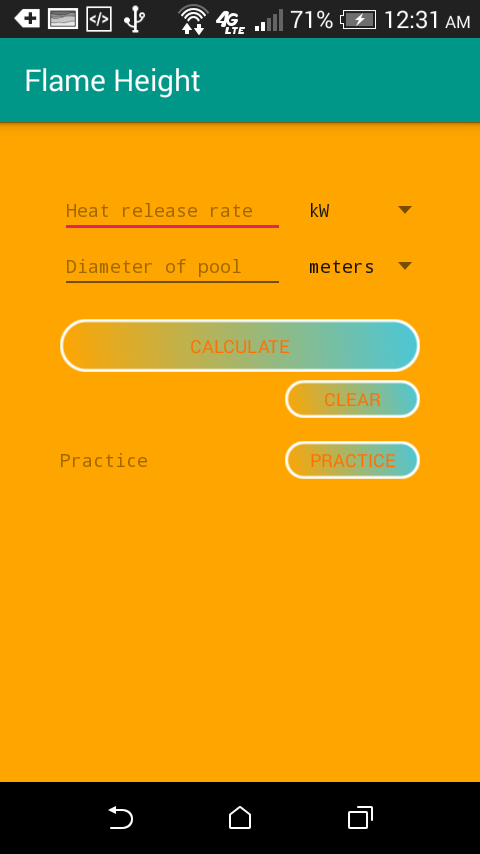 4G LTE 71% 12:31 AM
Flame Height
Heat release rate kW
Diameter of pool meters
CALCULATE
CLEAR
Practice PRACTICE